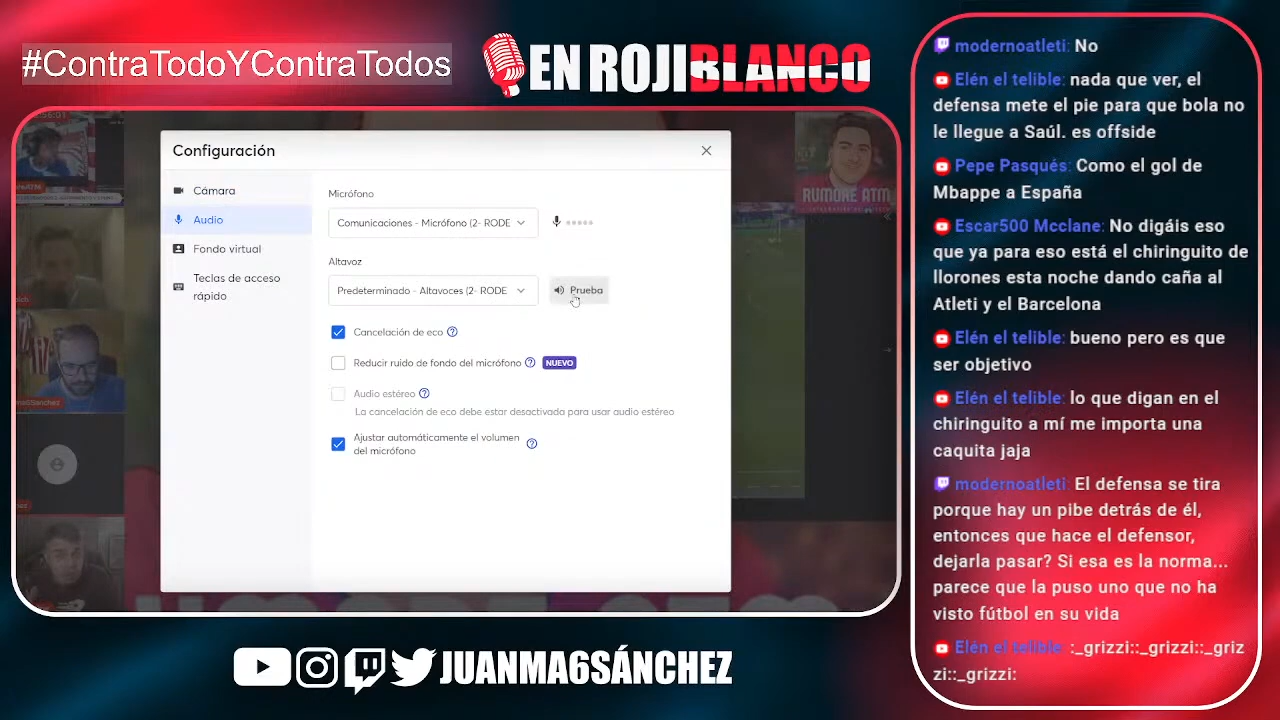 #ContraTodoYContraTodos
EN ROJIBLANCO
Configuración
Cámara
Audio
Fondo virtual
Teclas de acceso
rápido
Micrófono
Comunicaciones - Micrófono (2- RODE
Altavoz
Predeterminado - Altavoces (2- RODE
Prueba
Cancelación de eco
Reducir ruido de fondo del micrófono
NUEVO
Audio estéreo
La cancelación de eco debe estar desactivada para usar audio estéreo
Ajustar automáticamente el volumen
del micrófono
RUMORE ATM
JUANMA6SÁNCHEZ
modernoatleti: No
Elén el telible: nada que ver, el
defensa mete el pie para que bola no
le llegue a Saúl. es offside
Pepe Pasqués: Como el gol de
Mbappe a España
Escar500 Mcclane: No digáis eso
que ya para eso está el chiringuito de
llorones esta noche dando caña al
Atleti y el Barcelona
Elén el telible: bueno pero es que
ser objetivo
Elén el telible: lo que digan en el
chiringuito a mí me importa una
caquita jaja
modernoatleti: El defensa se tira
porque hay un pibe detrás de él,
entonces que hace el defensor,
dejarla pasar? Si esa es la norma...
parece que la puso uno que no ha
visto fútbol en su vida
Elén el telible: :_grizzi::_grizzi::_griz
zi::_grizzi: